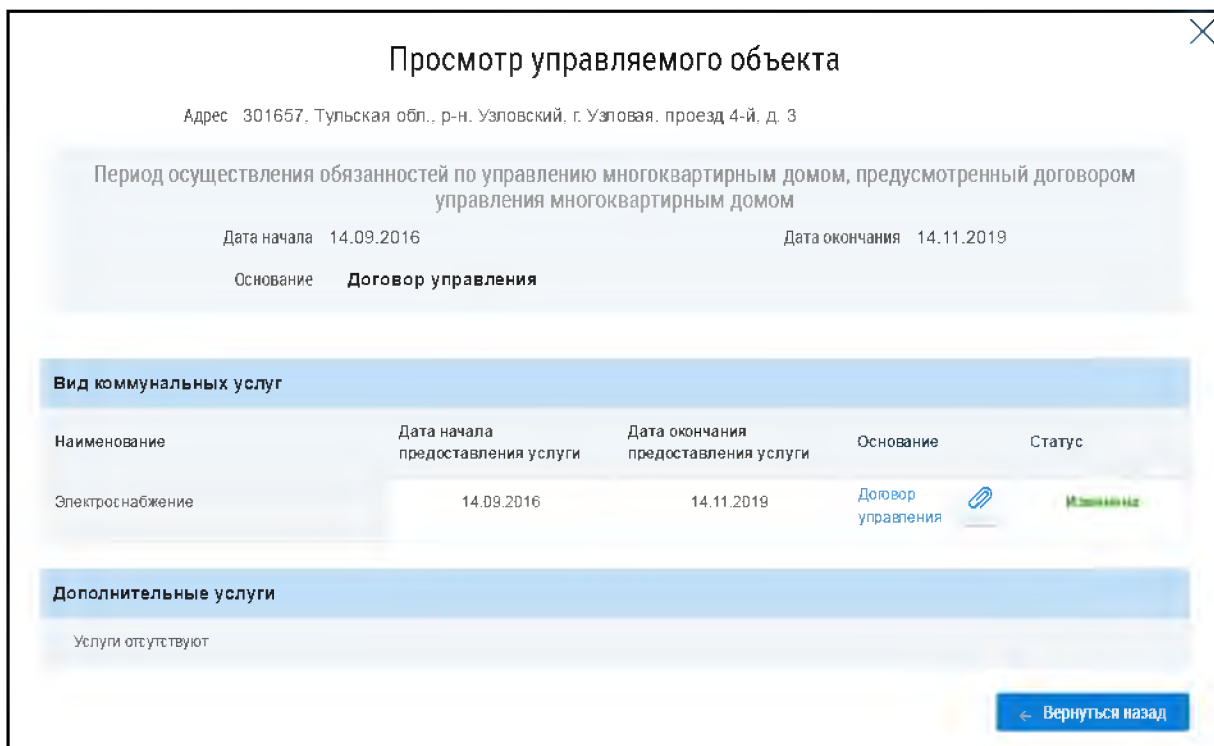 Просмотр управляемого объекта
Адрес 301657, Тульская обл., р-н. Узловский, г. Узловая, проезд 4-й, д. 3
Период осуществления обязанностей по управлению многоквартирным домом, предусмотренный договором
управления многоквартирным домом
Дата начала 14.09.2016 Дата окончания 14.11.2019
Основание Договор управления
Вид коммунальных услуг
Наименование Дата начала предоставления услуги Дата окончания предоставления услуги Основание Статус
Электроснабжение 14.09.2016 14.11.2019 Договор управления
Дополнительные услуги
Услуги отсутствуют
← Вернуться назад